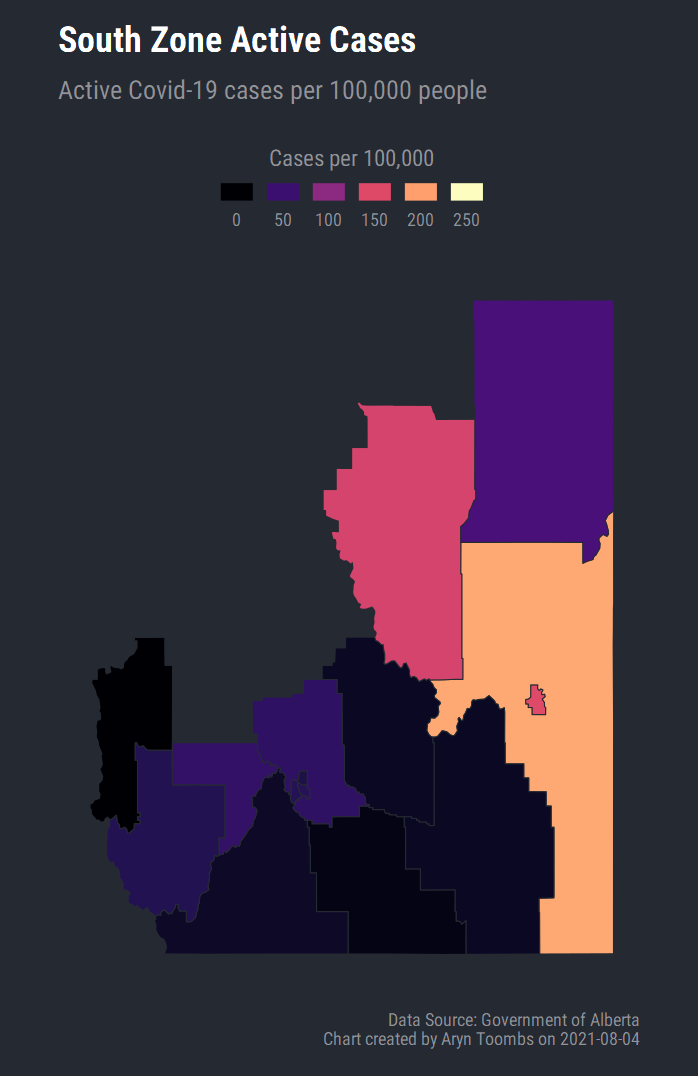 South Zone Active Cases
Active Covid-19 cases per 100,000 people
Cases per 100,000
0 50 100 150 200 250
Data Source: Government of Alberta
Chart created by Aryn Toombs on 2021-08-04